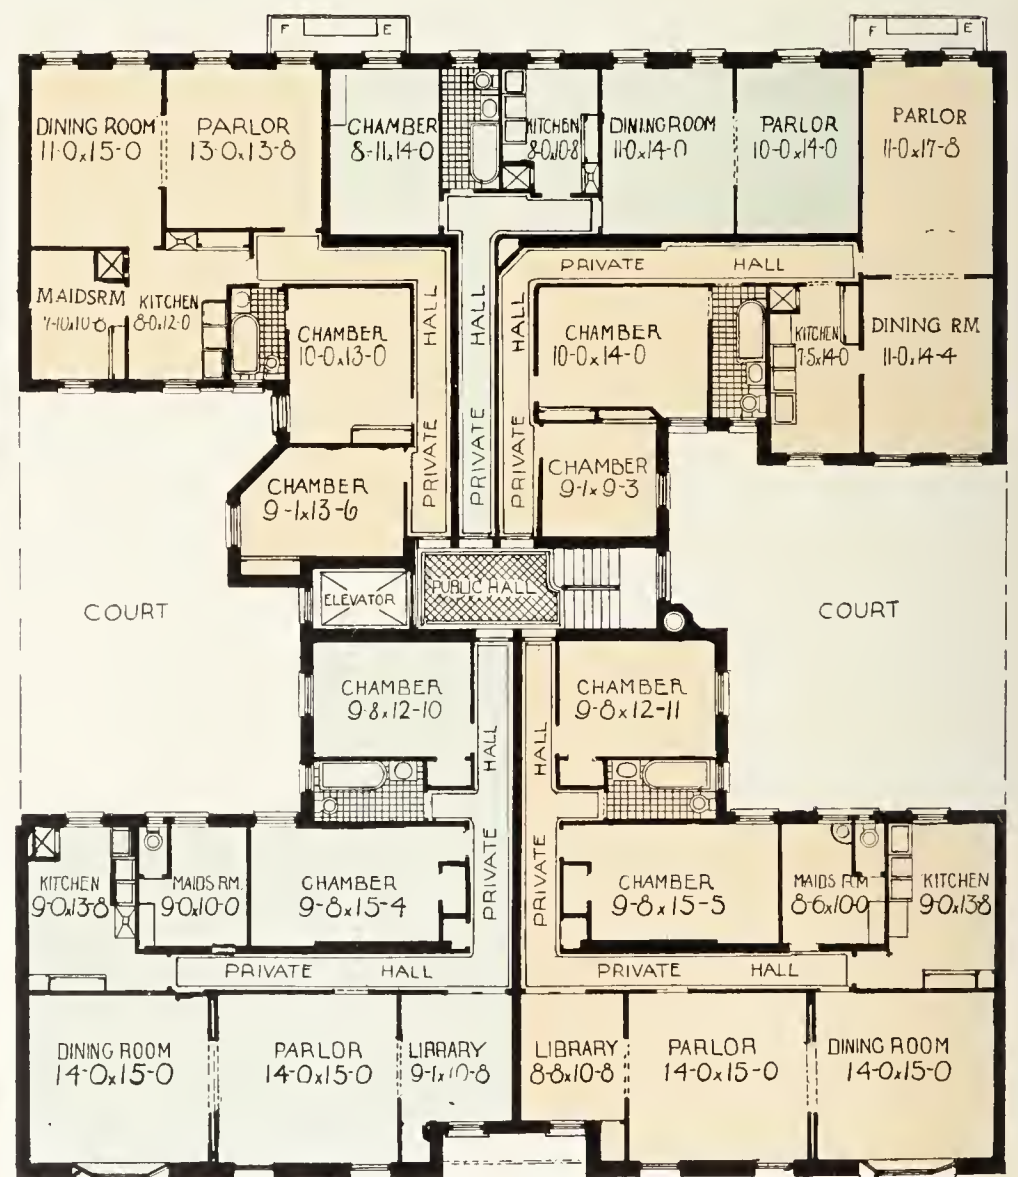 F E
F E
DINING ROOM
11-0x15-0
PARLOR
13-0x13-8
CHAMBER
8-11x14-0
KITCHEN
8-0x10-8
DINING ROOM
11-0x14-0
PARLOR
10-0x14-0
PARLOR
11-0x17-8
MAIDS RM
7-10x10-8
KITCHEN
8-0x12-0
CHAMBER
10-0x13-0
PRIVATE HALL
PRIVATE HALL
PRIVATE HALL
PRIVATE HALL
CHAMBER
10-0x14-0
KITCHEN
7-5x14-0
DINING RM
11-0x14-4
CHAMBER
9-1x13-6
CHAMBER
9-1x9-3
COURT
ELEVATOR
PUBLIC HALL
COURT
CHAMBER
9-8x12-10
PRIVATE HALL
PRIVATE HALL
CHAMBER
9-8x12-11
KITCHEN
9-0x13-8
MAIDS RM.
9-0x10-0
CHAMBER
9-8x15-4
CHAMBER
9-8x15-5
MAIDS RM
8-6x10-0
KITCHEN
9-0x13-8
PRIVATE HALL
PRIVATE HALL
DINING ROOM
14-0x15-0
PARLOR
14-0x15-0
LIBRARY
9-1x10-8
LIBRARY
8-8x10-8
PARLOR
14-0x15-0
DINING ROOM
14-0x15-0